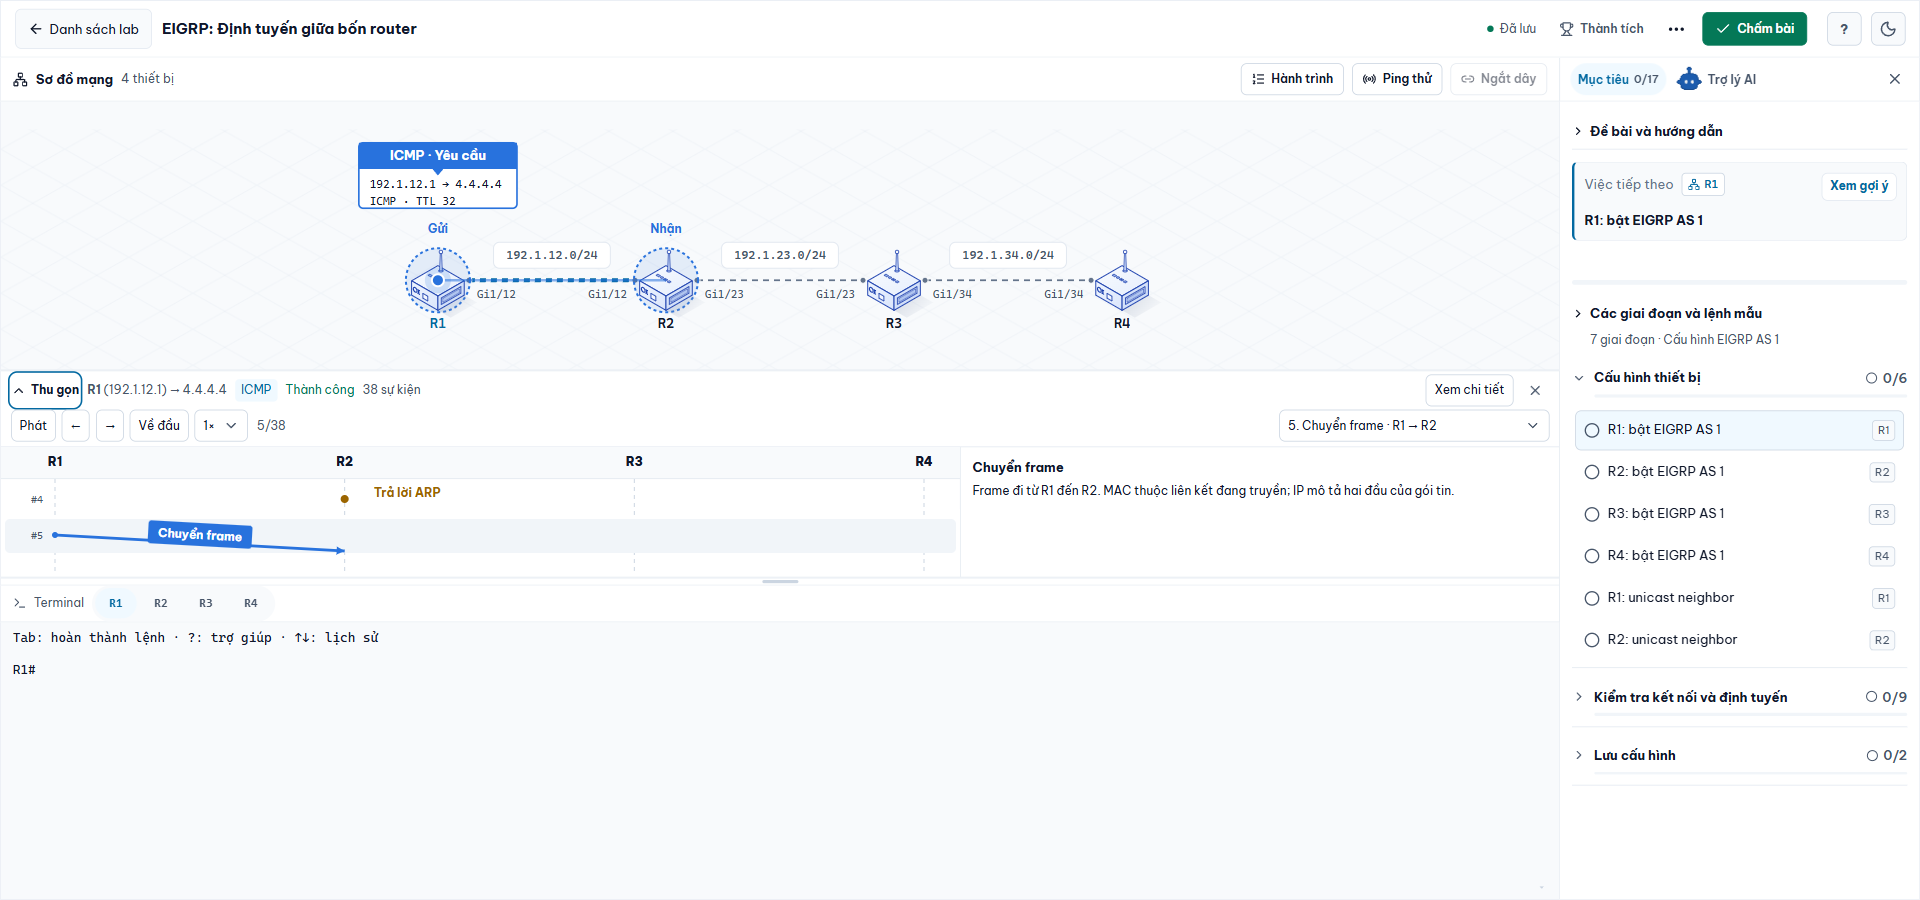 Danh sách lab
EIGRP: Định tuyến giữa bốn router
Đã lưu
Thành tích
Chấm bài
?
Sơ đồ mạng 4 thiết bị
Hành trình
Ping thử
Ngắt dây
Mục tiêu 0/17
Trợ lý AI
ICMP · Yêu cầu
192.1.12.1 → 4.4.4.4
ICMP · TTL 32
Gửi
Nhận
192.1.12.0/24
192.1.23.0/24
192.1.34.0/24
Gi1/12
Gi1/12
Gi1/23
Gi1/23
Gi1/34
Gi1/34
R1
R2
R3
R4
Thu gọn
R1 (192.1.12.1) → 4.4.4.4
ICMP
Thành công
38 sự kiện
Xem chi tiết
Phát
←
→
Về đầu
1×
5/38
5. Chuyển frame · R1 → R2
R1
R2
R3
R4
#4
Trả lời ARP
#5
Chuyển frame
Chuyển frame
Frame đi từ R1 đến R2. MAC thuộc liên kết đang truyền; IP mô tả hai đầu của gói tin.
Terminal
R1
R2
R3
R4
Tab: hoàn thành lệnh · ?: trợ giúp · ↑↓: lịch sử
R1#
Đề bài và hướng dẫn
Việc tiếp theo
R1
Xem gợi ý
R1: bật EIGRP AS 1
Các giai đoạn và lệnh mẫu
7 giai đoạn · Cấu hình EIGRP AS 1
Cấu hình thiết bị
0/6
R1: bật EIGRP AS 1
R1
R2: bật EIGRP AS 1
R2
R3: bật EIGRP AS 1
R3
R4: bật EIGRP AS 1
R4
R1: unicast neighbor
R1
R2: unicast neighbor
R2
Kiểm tra kết nối và định tuyến
0/9
Lưu cấu hình
0/2